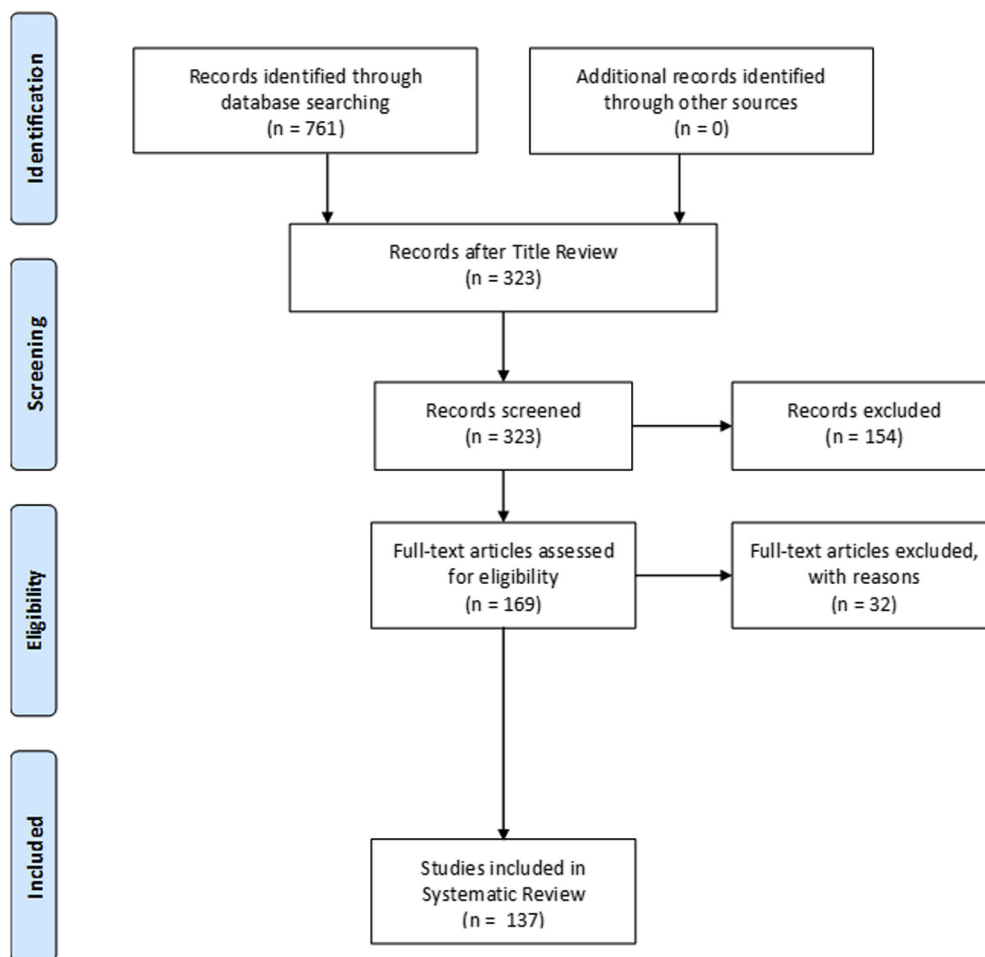 Identification
Records identified through
database searching
(n = 761)
Additional records identified
through other sources
(n = 0)
Records after Title Review
(n = 323)
Screening
Records screened
(n = 323)
Records excluded
(n = 154)
Eligibility
Full-text articles assessed
for eligibility
(n = 169)
Full-text articles excluded,
with reasons
(n = 32)
Included
Studies included in
Systematic Review
(n = 137)